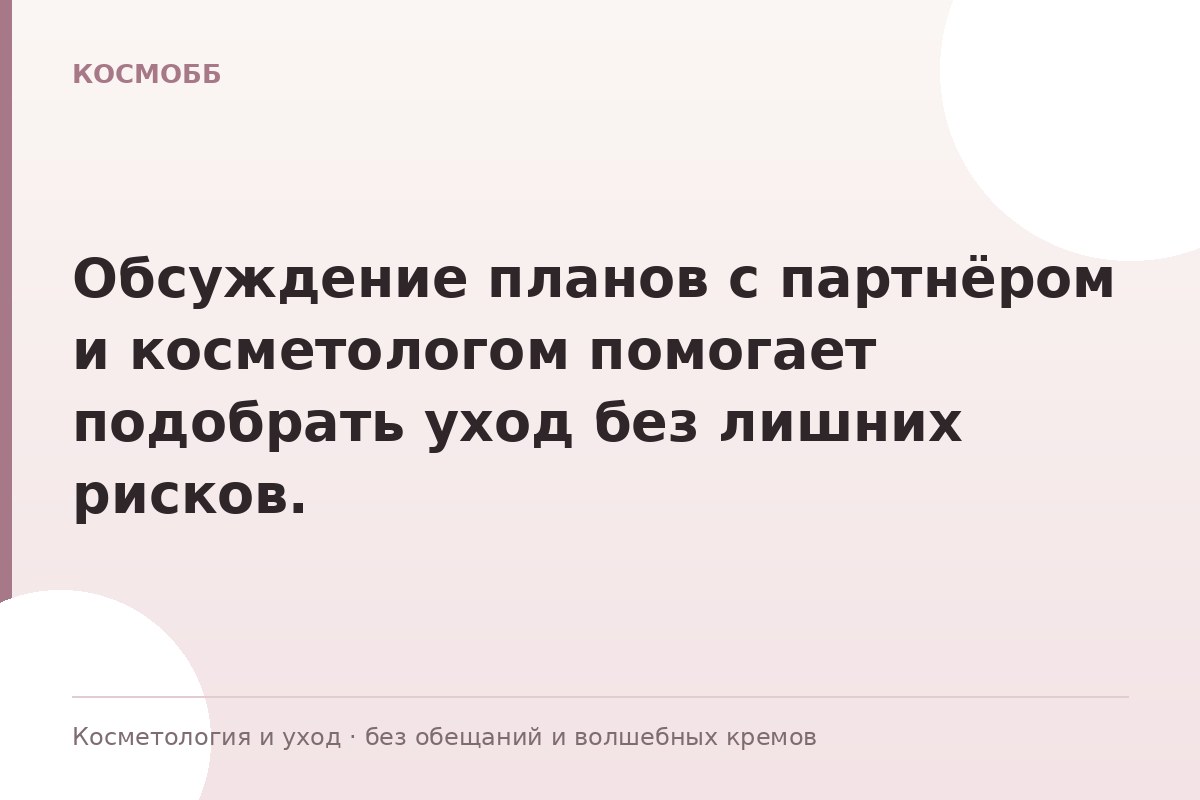 КОСМОББ
Обсуждение планов с партнёром
и косметологом помогает
подобрать уход без лишних
рисков.
Косметология и уход · без обещаний и волшебных кремов